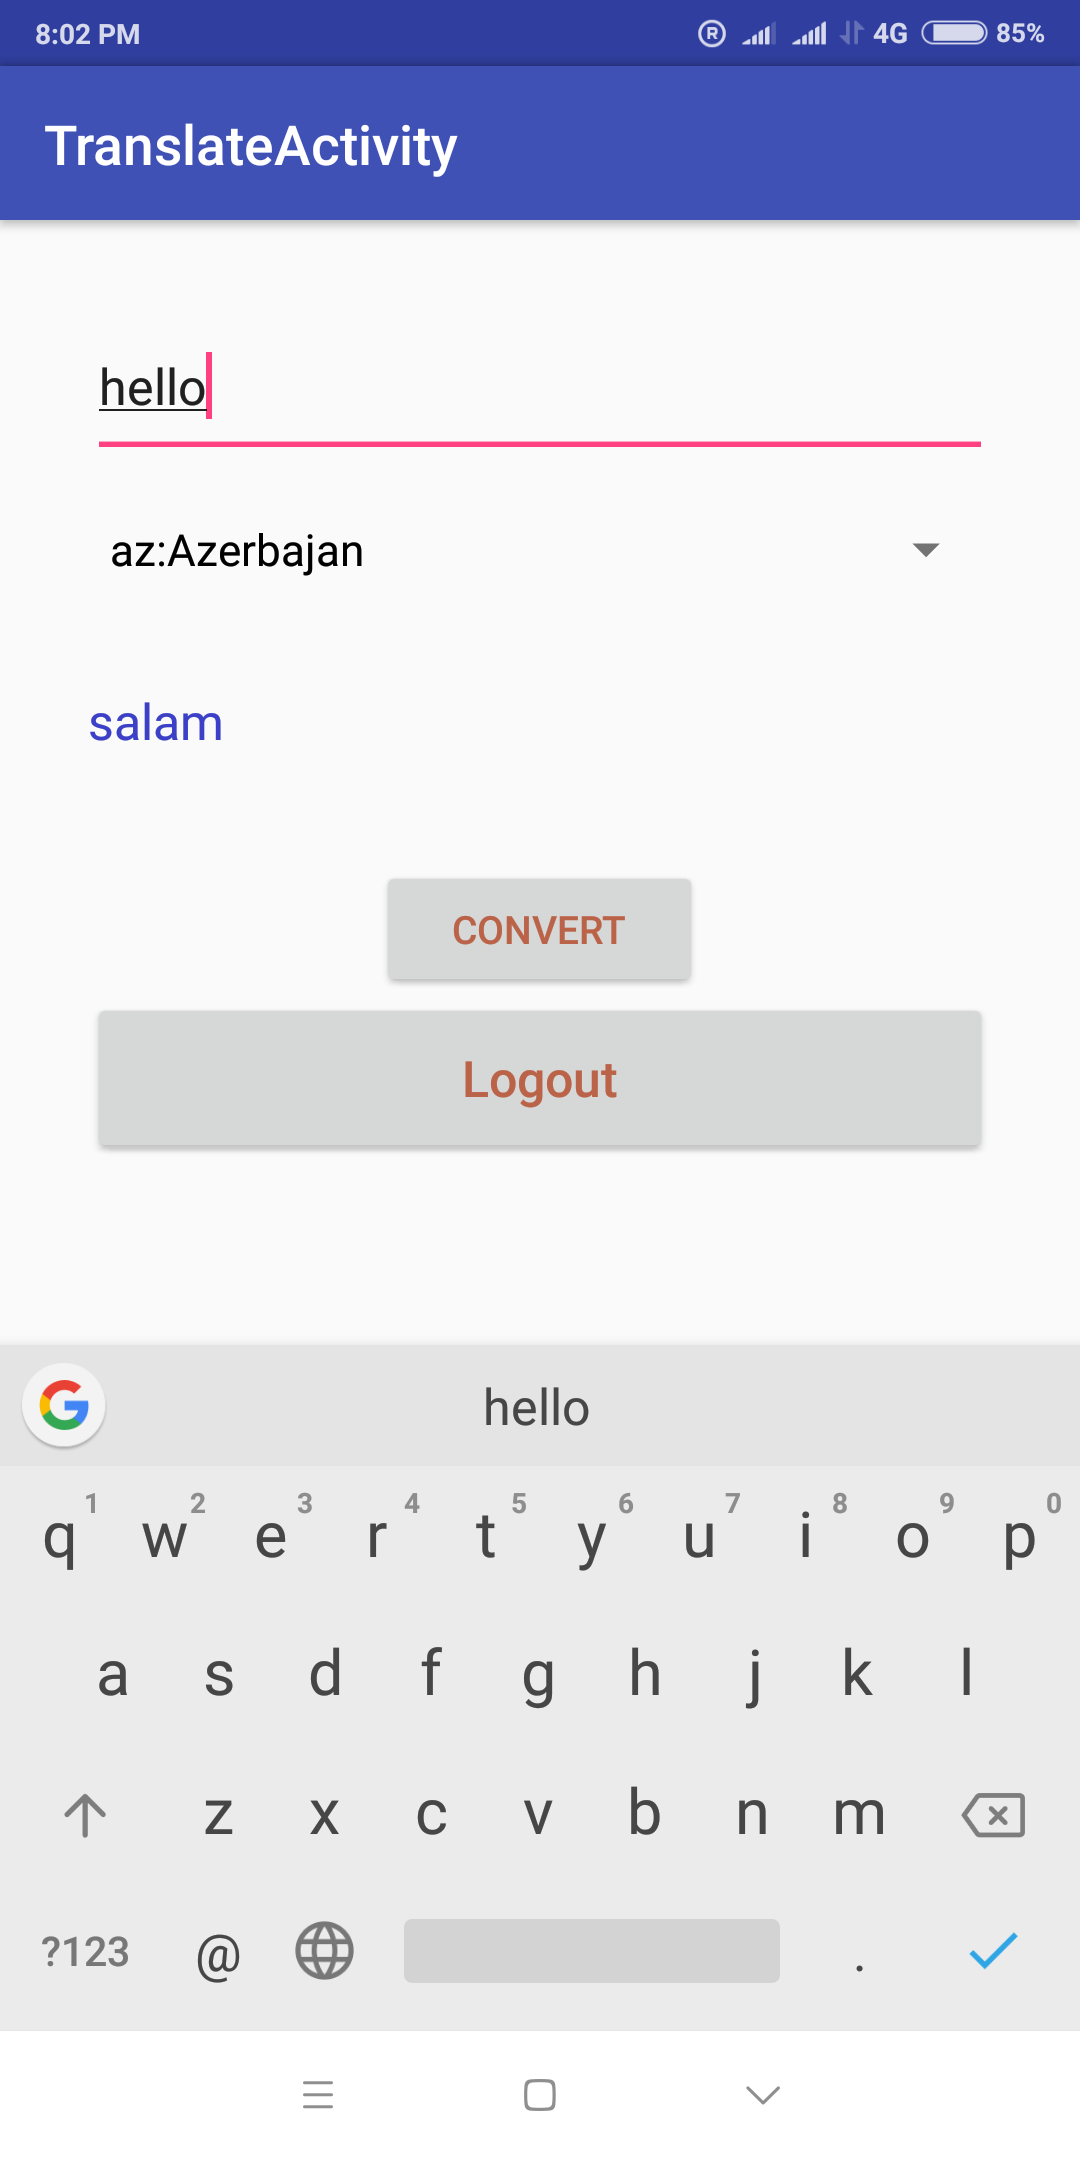 8:02 PM R 4G 85%
TranslateActivity
hello
az:Azerbajan
salam
CONVERT
Logout
G hello
1 2 3 4 5 6 7 8 9 0
q w e r t y u i o p
a s d f g h j k l
z x c v b n m
?123 @ .